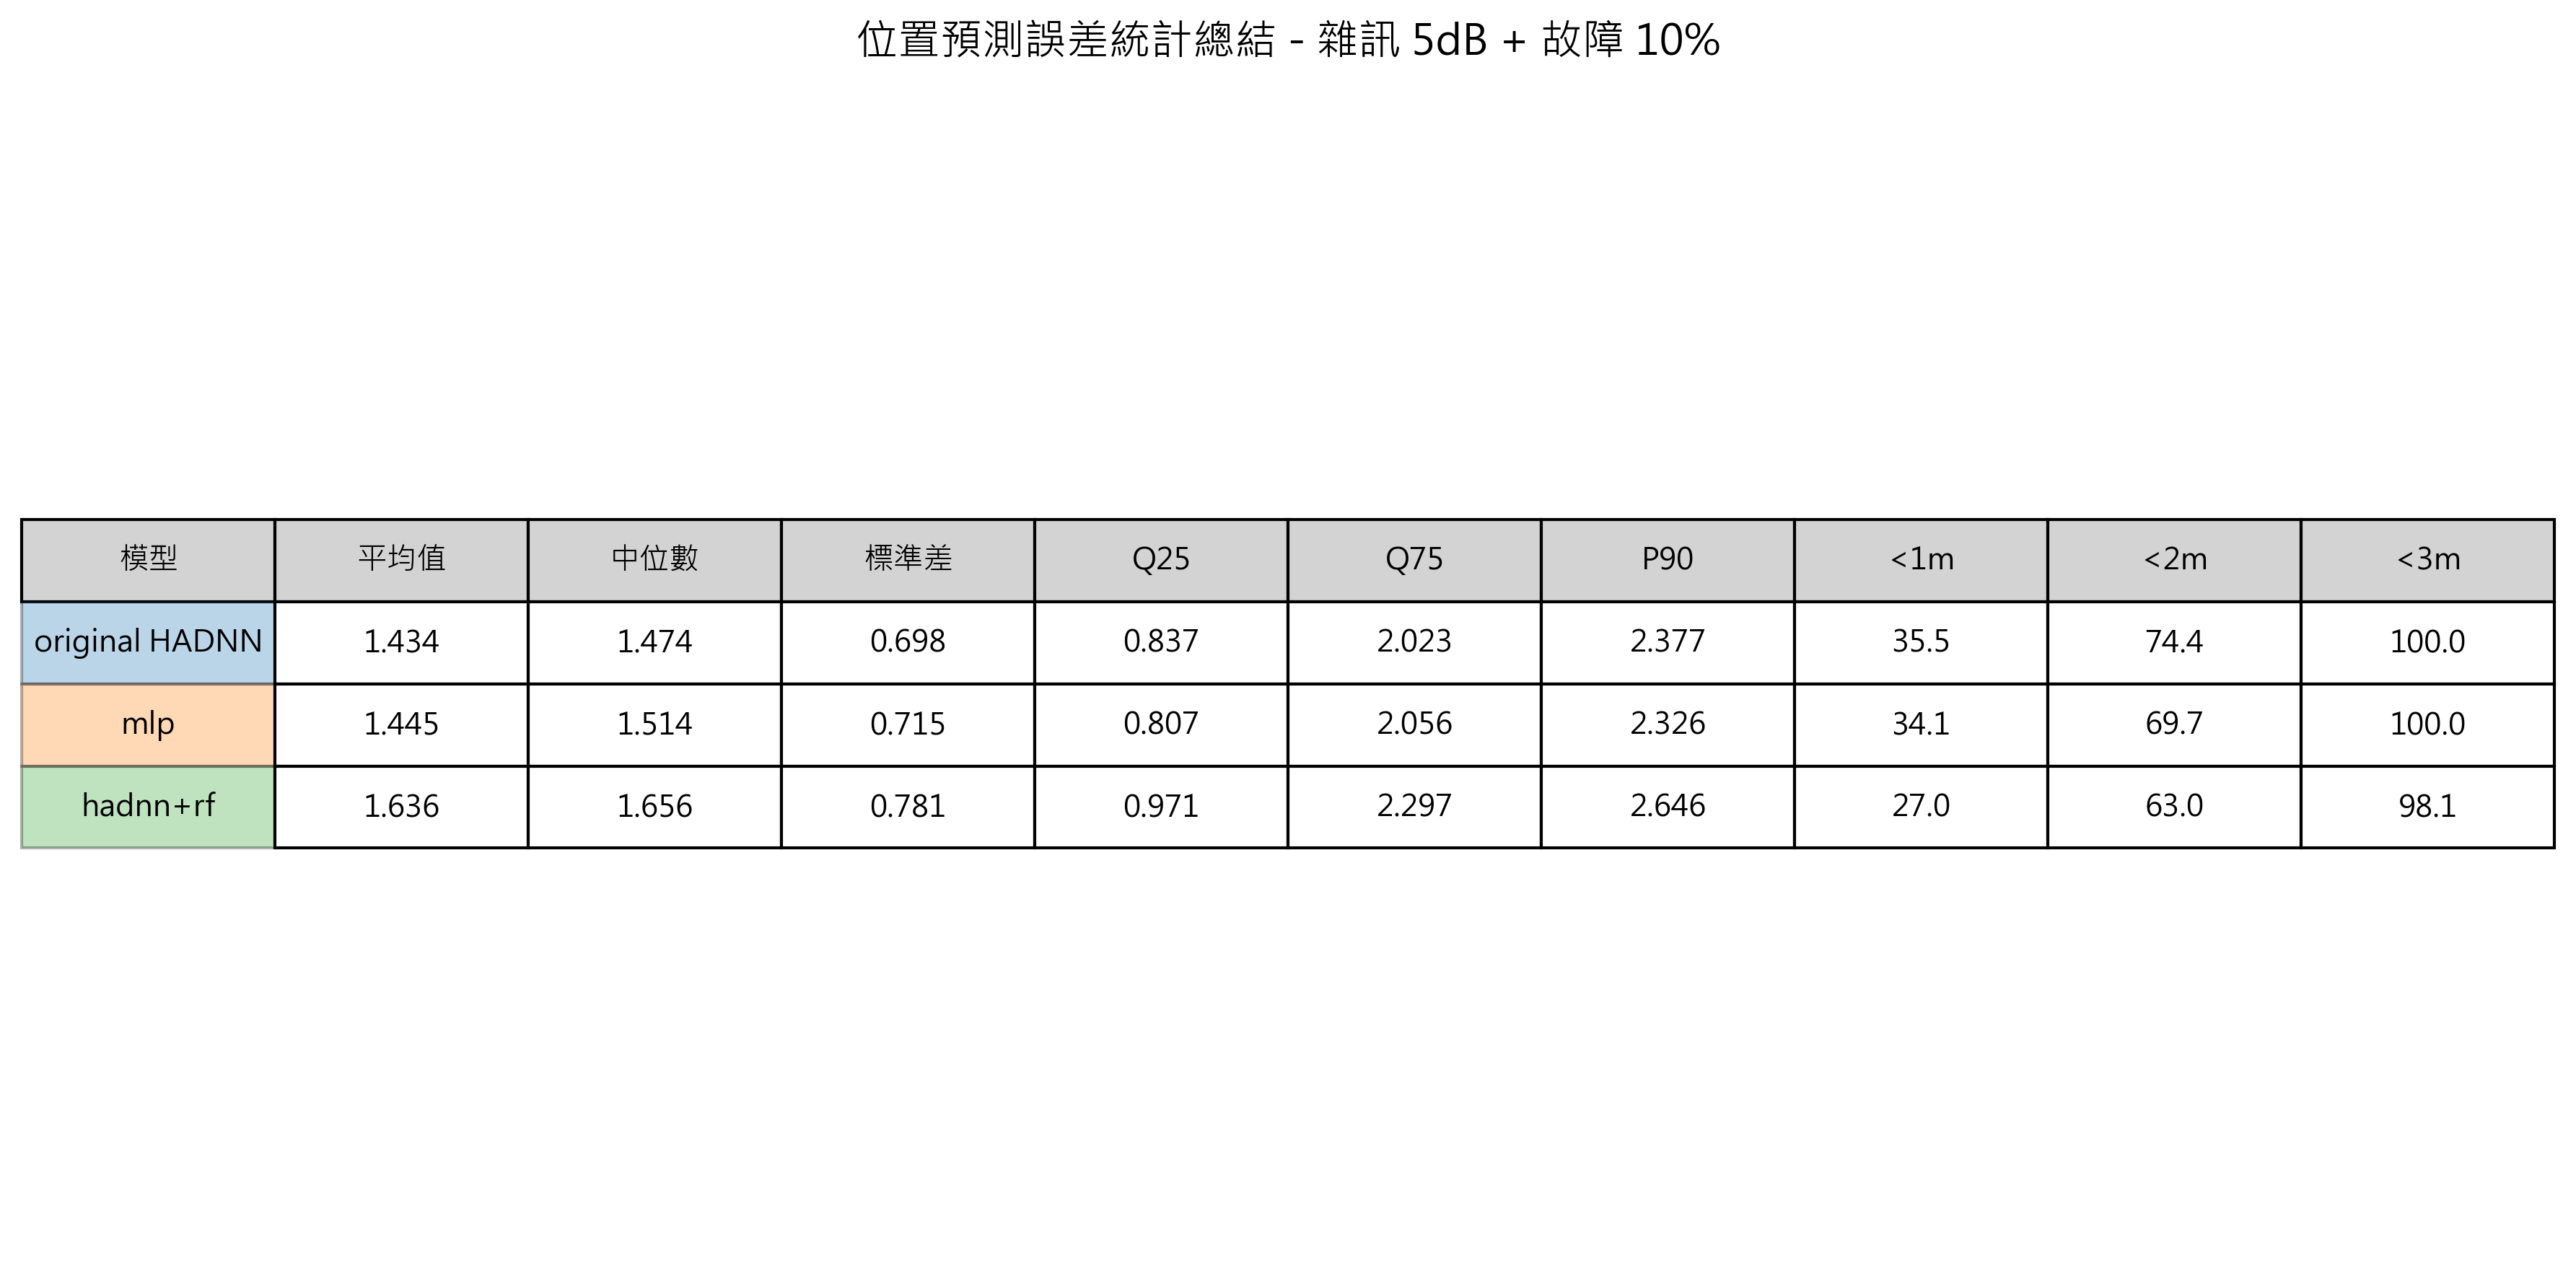 位置預測誤差統計總結 - 雜訊 5dB + 故障 10%
模型 平均值 中位數 標準差 Q25 Q75 P90 <1m <2m <3m
original HADNN 1.434 1.474 0.698 0.837 2.023 2.377 35.5 74.4 100.0
mlp 1.445 1.514 0.715 0.807 2.056 2.326 34.1 69.7 100.0
hadnn+rf 1.636 1.656 0.781 0.971 2.297 2.646 27.0 63.0 98.1